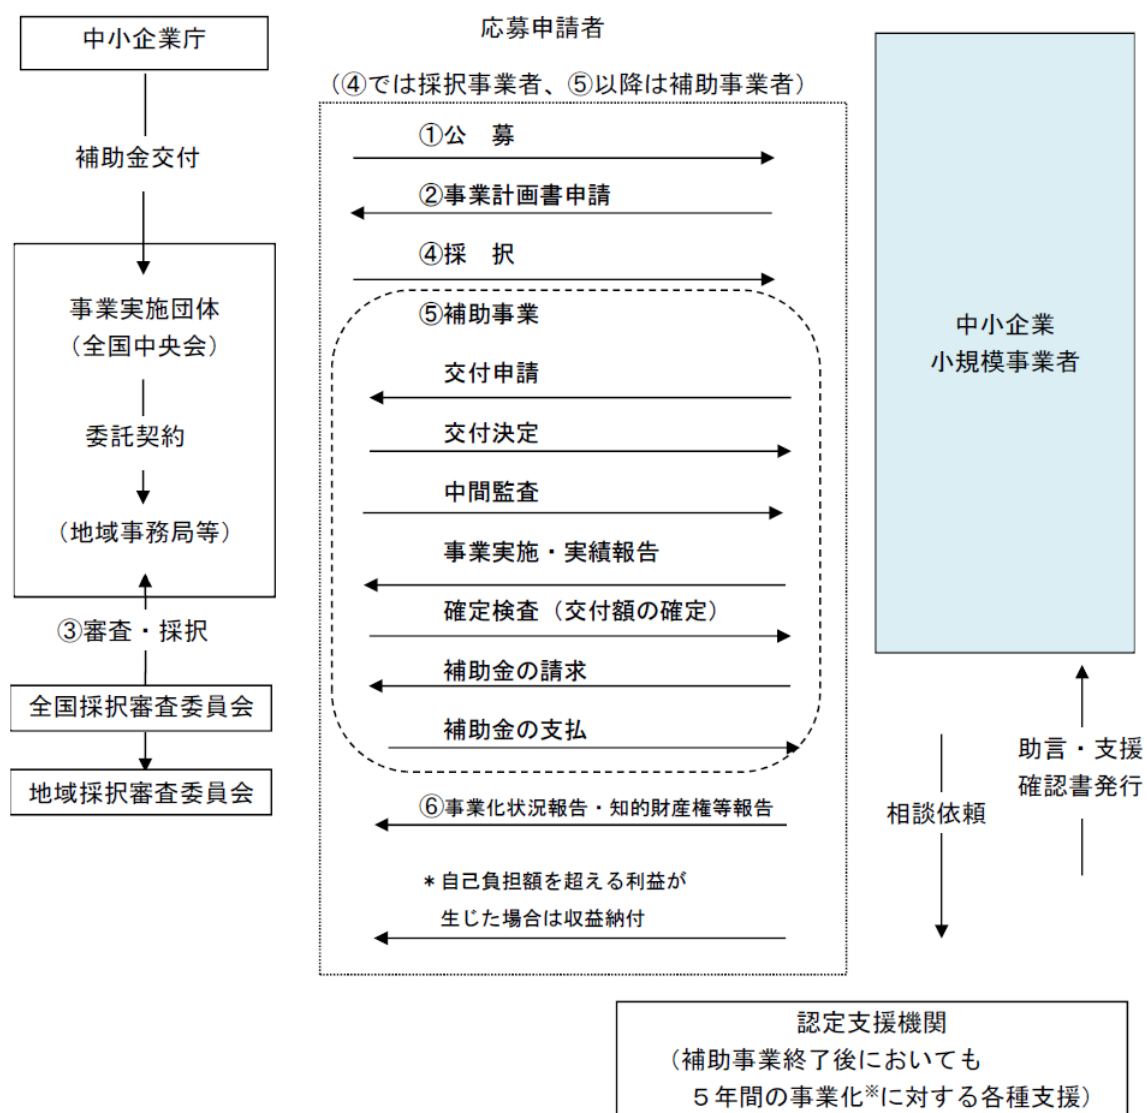 中小企業庁
補助金交付
事業実施団体
（全国中央会）
委託契約
（地域事務局等）
③審査・採択
全国採択審査委員会
地域採択審査委員会
応募申請者
（④では採択事業者、⑤以降は補助事業者）
①公　募
②事業計画書申請
④採　択
⑤補助事業
交付申請
交付決定
中間監査
事業実施・実績報告
確定検査（交付額の確定）
補助金の請求
補助金の支払
⑥事業化状況報告・知的財産権等報告
＊自己負担額を超える利益が
生じた場合は収益納付
中小企業
小規模事業者
相談依頼
助言・支援
確認書発行
認定支援機関
（補助事業終了後においても
５年間の事業化※に対する各種支援）